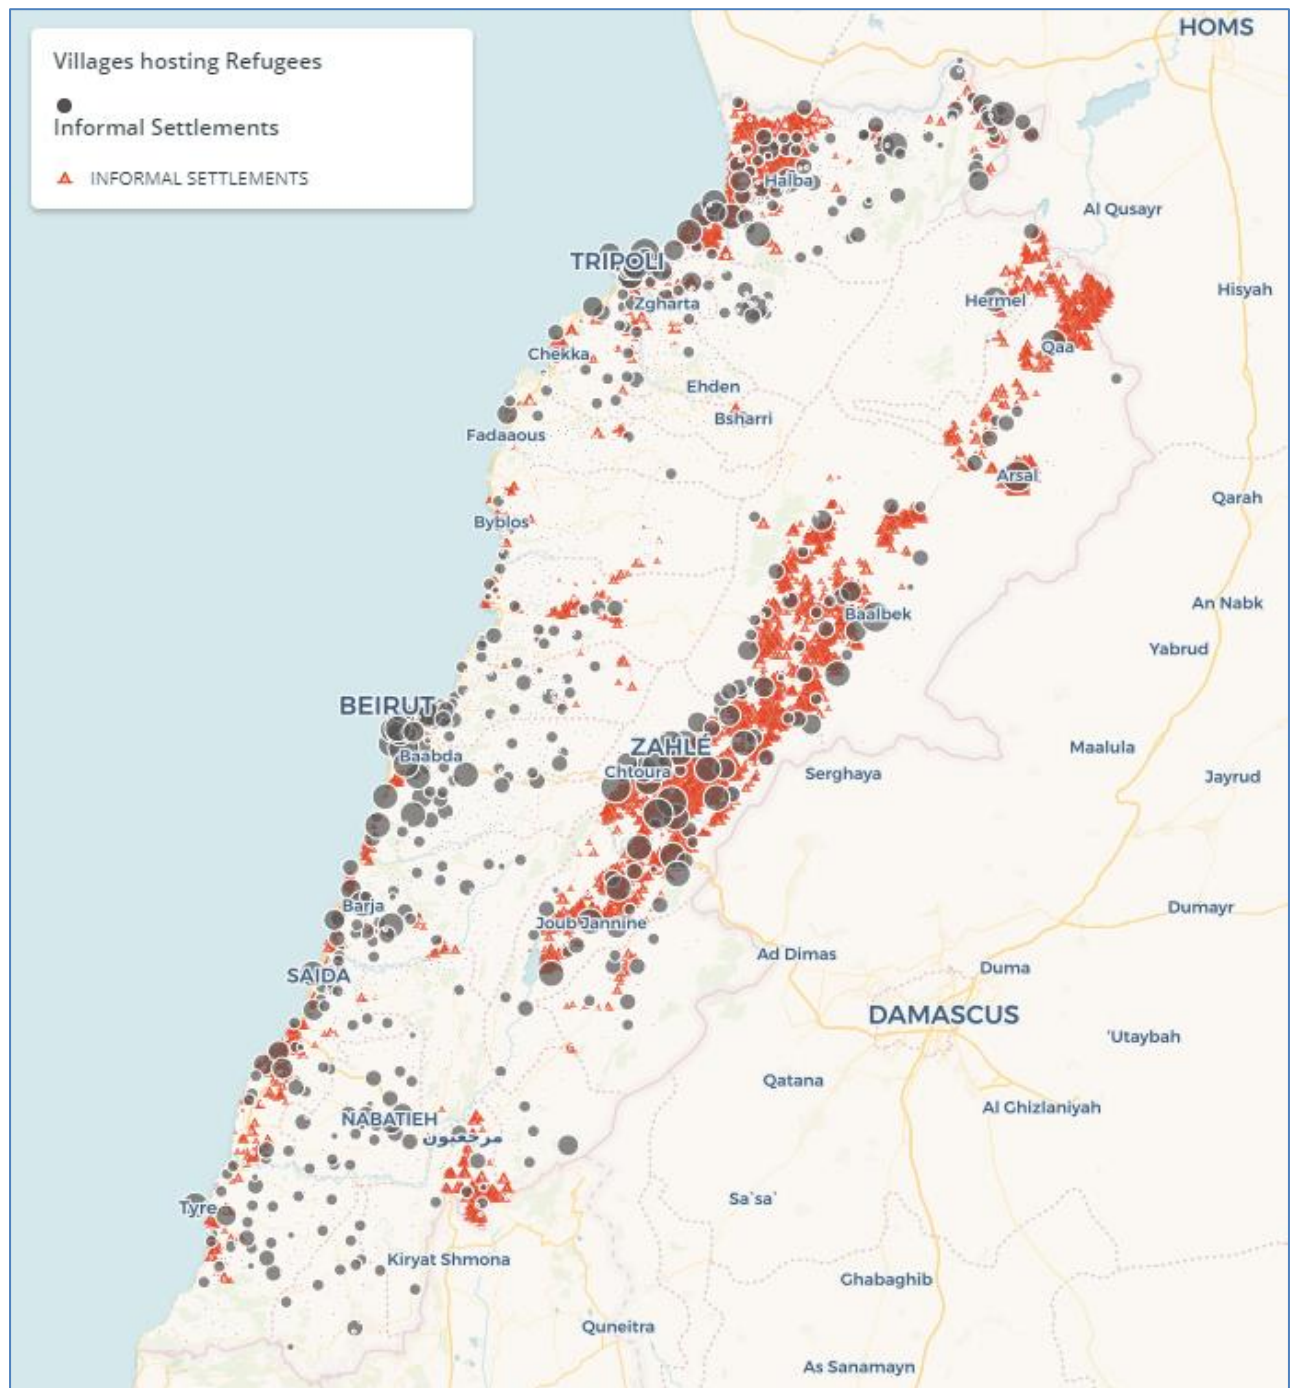 Villages hosting Refugees
Informal Settlements
INFORMAL SETTLEMENTS
HOMS
Halba
Al Qusayr
TRIPOLI
Zgharta
Hermel
Hisyah
Chekka
Qaa
Ehden
Bsharri
Fadaaous
Arsal
Qarah
Byblos
An Nabk
Baalbek
Yabrud
BEIRUT
ZAHLÉ
Maalula
Baabda
Chtoura
Serghaya
Jayrud
Barja
Joub Jannine
Dumayr
Ad Dimas
SAIDA
Duma
DAMASCUS
'Utaybah
Qatana
NABATIEH
Al Ghizlaniyah
مرجعيون
Tyre
Sa`sa`
Kiryat Shmona
Ghabaghib
Quneitra
As Sanamayn